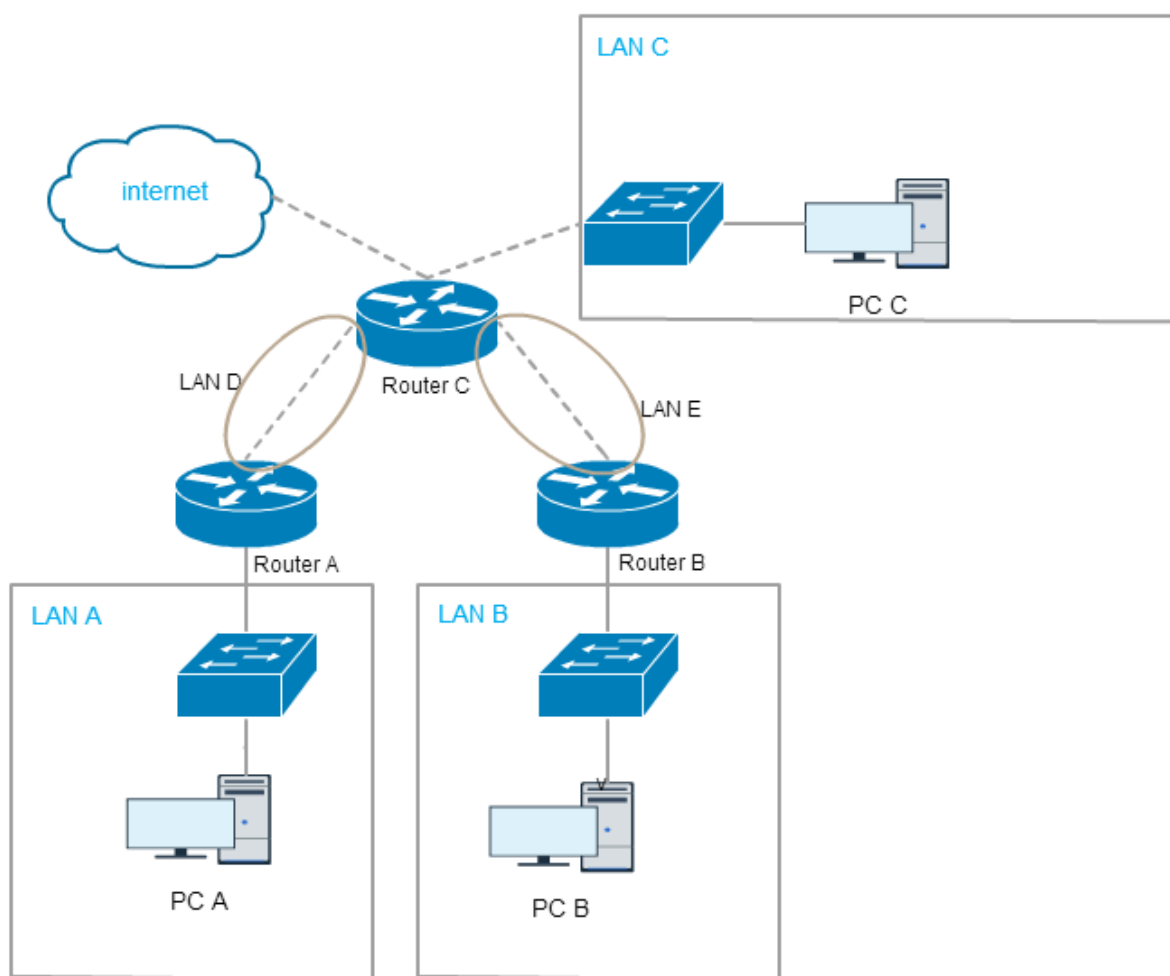 LAN C
internet
PC C
LAN D
Router C
LAN E
Router A
Router B
LAN A
LAN B
V
PC A
PC B